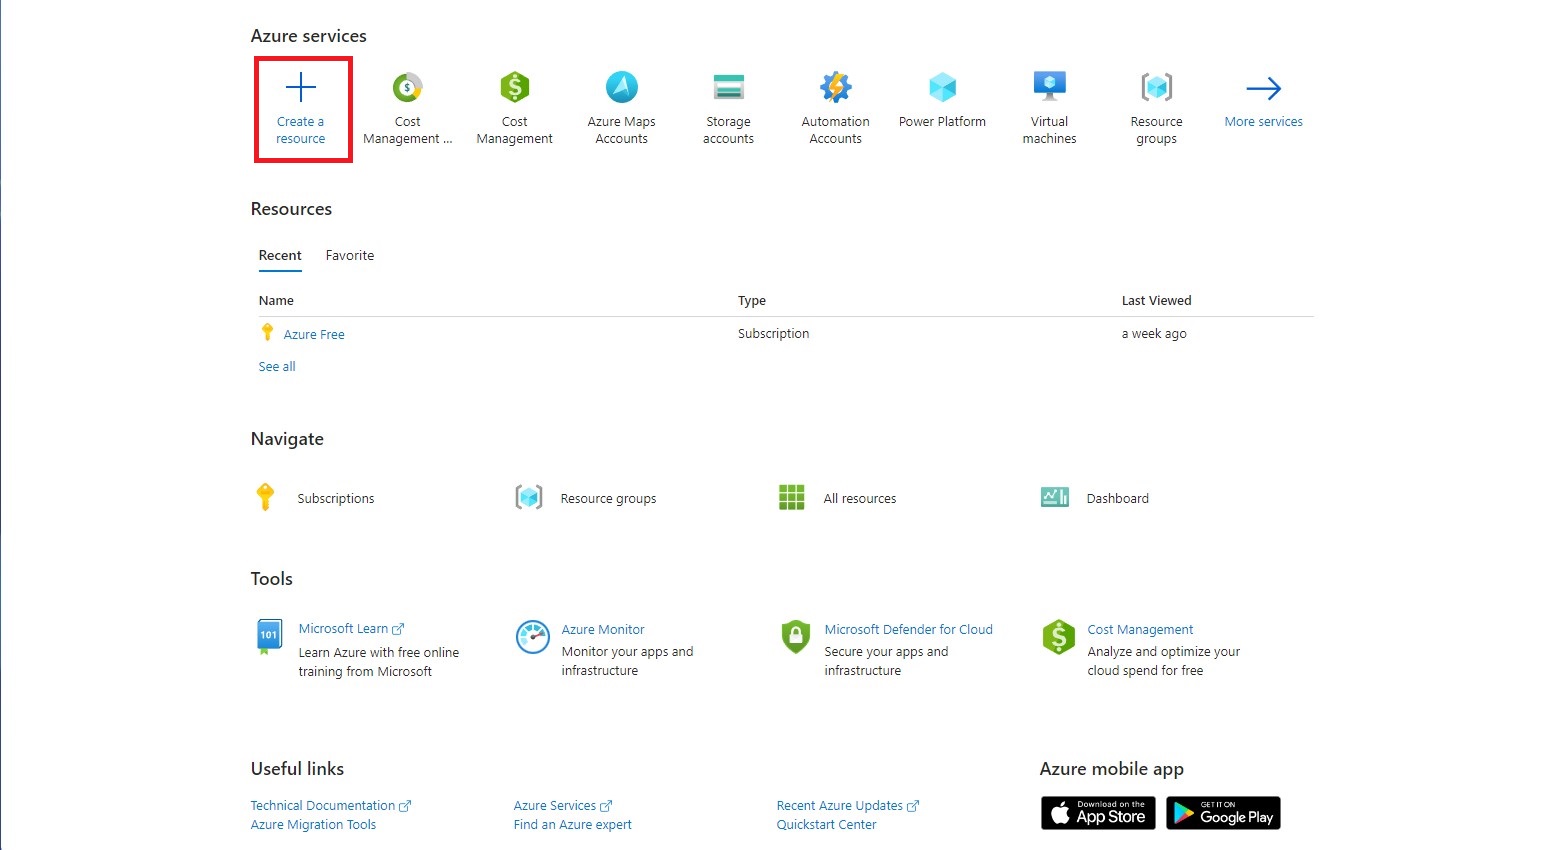 Azure services
Create a
resource
Cost
Management ...
Cost
Management
Azure Maps
Accounts
Storage
accounts
Automation
Accounts
Power Platform
Virtual
machines
Resource
groups
More services
Resources
Recent Favorite
Name Type Last Viewed
Azure Free Subscription a week ago
See all
Navigate
Subscriptions Resource groups All resources Dashboard
Tools
101
Microsoft Learn
Learn Azure with free online
training from Microsoft
Azure Monitor
Monitor your apps and
infrastructure
Microsoft Defender for Cloud
Secure your apps and
infrastructure
Cost Management
Analyze and optimize your
cloud spend for free
Useful links
Technical Documentation
Azure Migration Tools
Azure Services
Find an Azure expert
Recent Azure Updates
Quickstart Center
Azure mobile app
Download on the
App Store
GET IT ON
Google Play